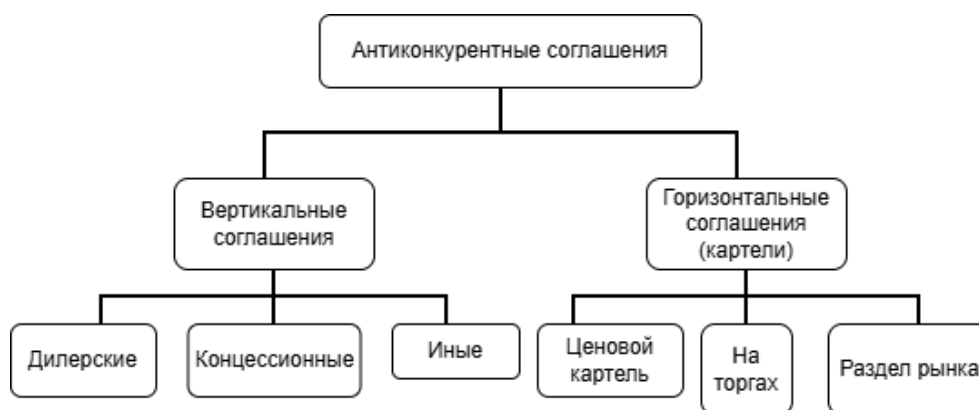 Антиконкурентные соглашения
Вертикальные
соглашения
Горизонтальные
соглашения
(картели)
Дилерские
Концессионные
Иные
Ценовой
картель
На
торгах
Раздел рынка